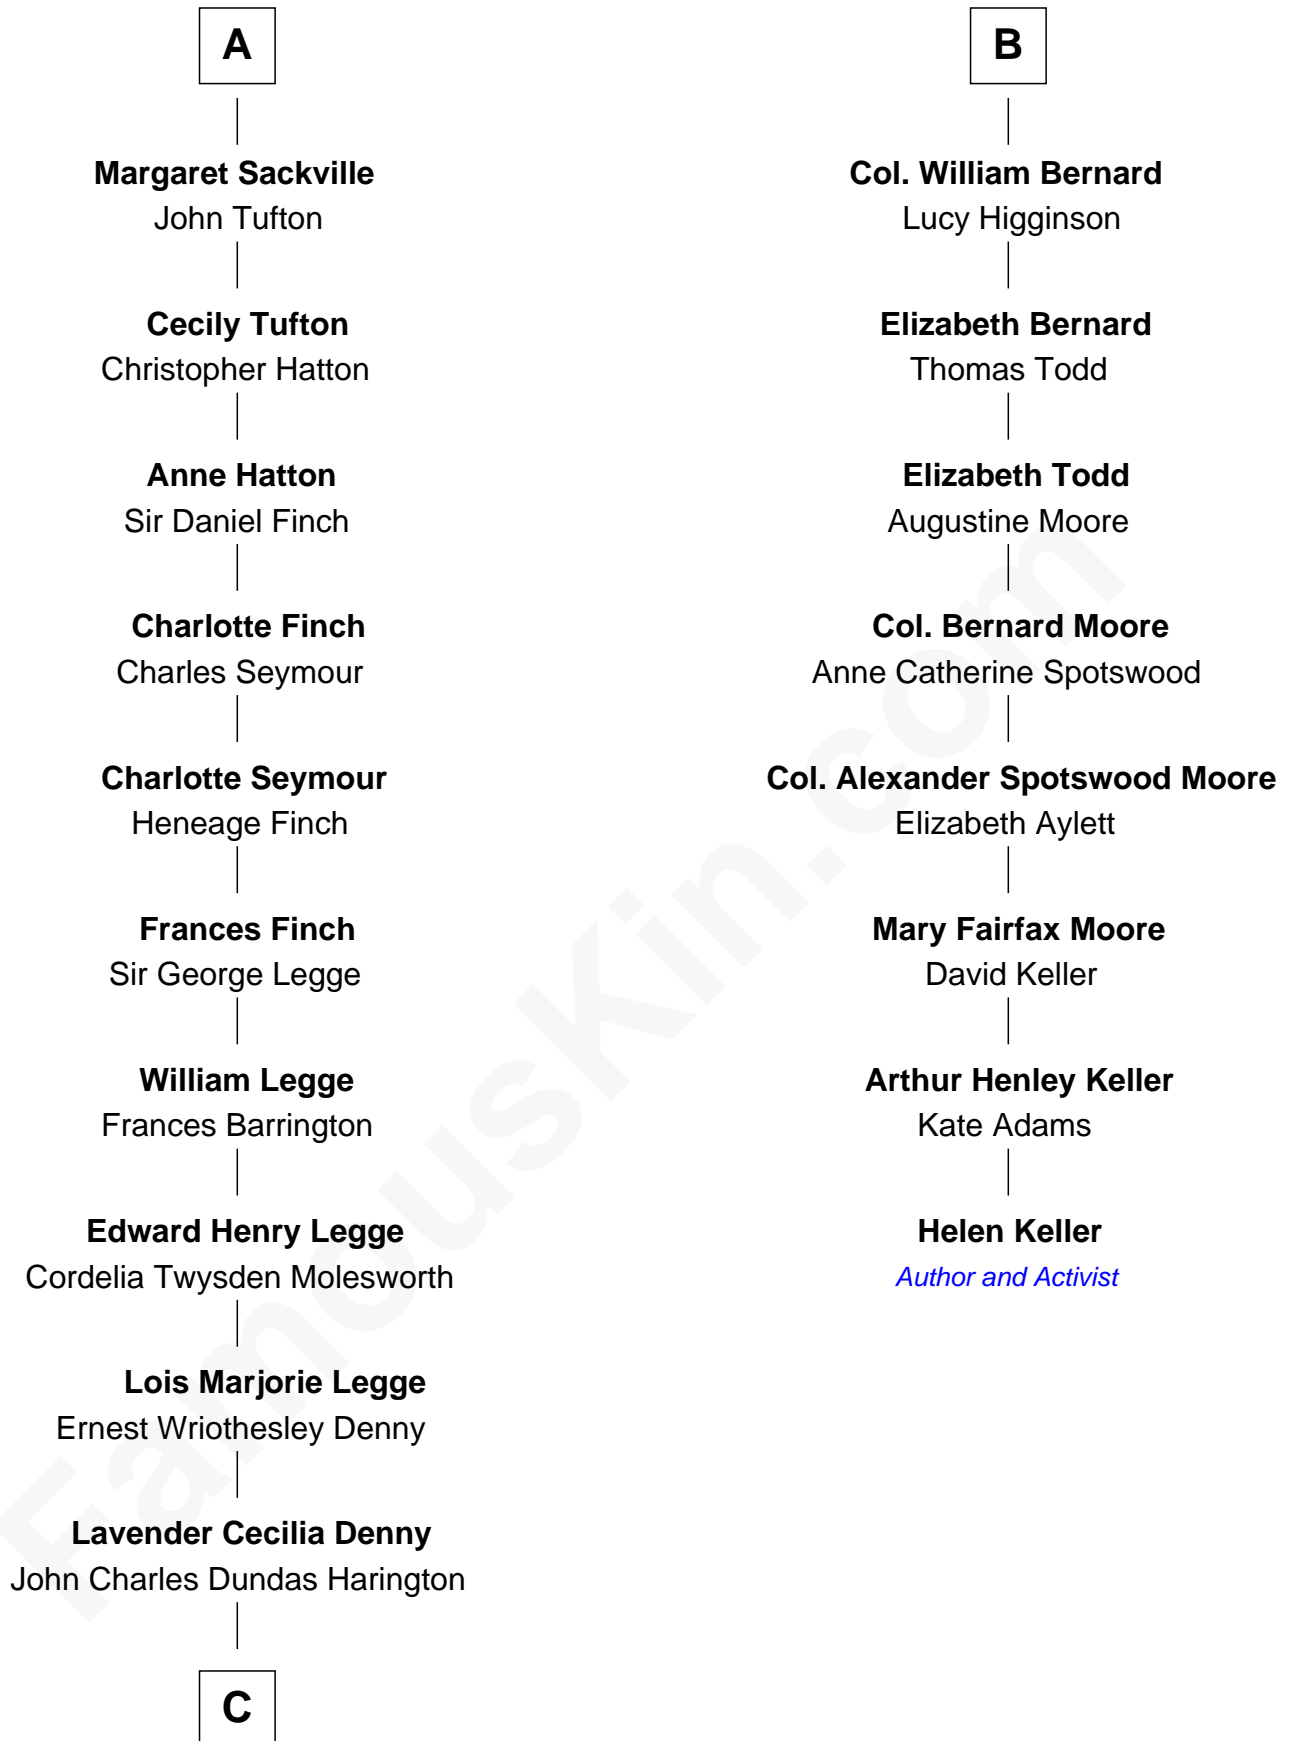 A
Margaret Sackville
John Tufton
Cecily Tufton
Christopher Hatton
Anne Hatton
Sir Daniel Finch
Charlotte Finch
Charles Seymour
Charlotte Seymour
Heneage Finch
Frances Finch
Sir George Legge
William Legge
Frances Barrington
Edward Henry Legge
Cordelia Twysden Molesworth
Lois Marjorie Legge
Ernest Wriothesley Denny
Lavender Cecilia Denny
John Charles Dundas Harington
C
B
Col. William Bernard
Lucy Higginson
Elizabeth Bernard
Thomas Todd
Elizabeth Todd
Augustine Moore
Col. Bernard Moore
Anne Catherine Spotswood
Col. Alexander Spotswood Moore
Elizabeth Aylett
Mary Fairfax Moore
David Keller
Arthur Henley Keller
Kate Adams
Helen Keller
Author and Activist
FamousKin.com